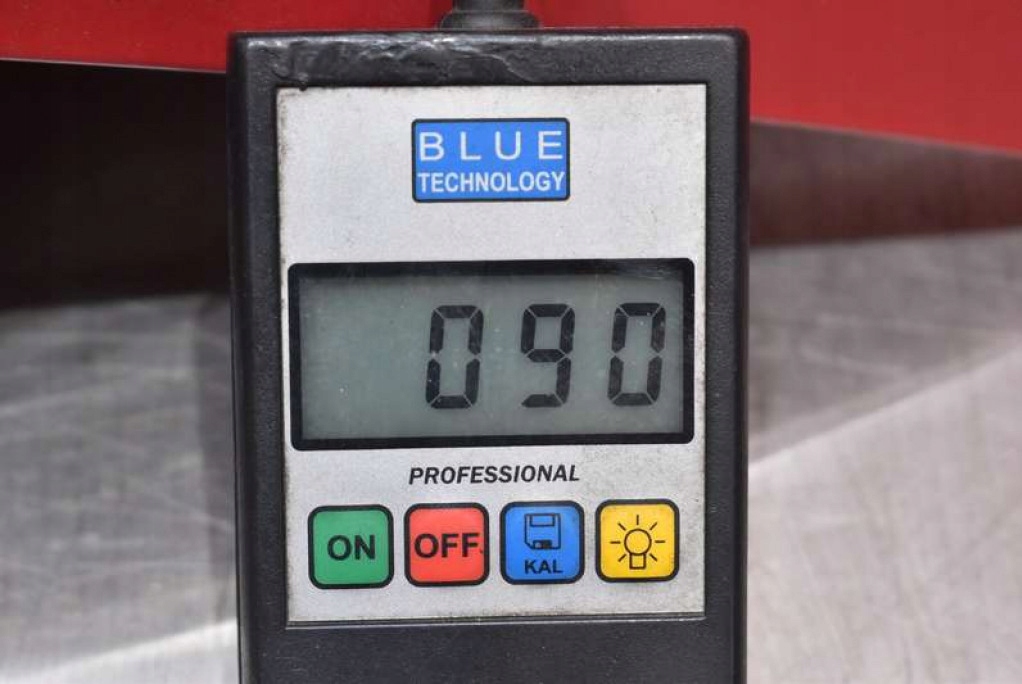 BLUE
TECHNOLOGY
090
PROFESSIONAL
ON
OFF
KAL